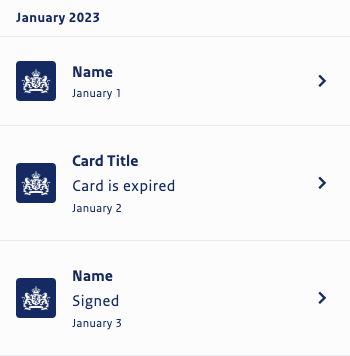 January 2023
Name
January 1
Card Title
Card is expired
January 2
Name
Signed
January 3